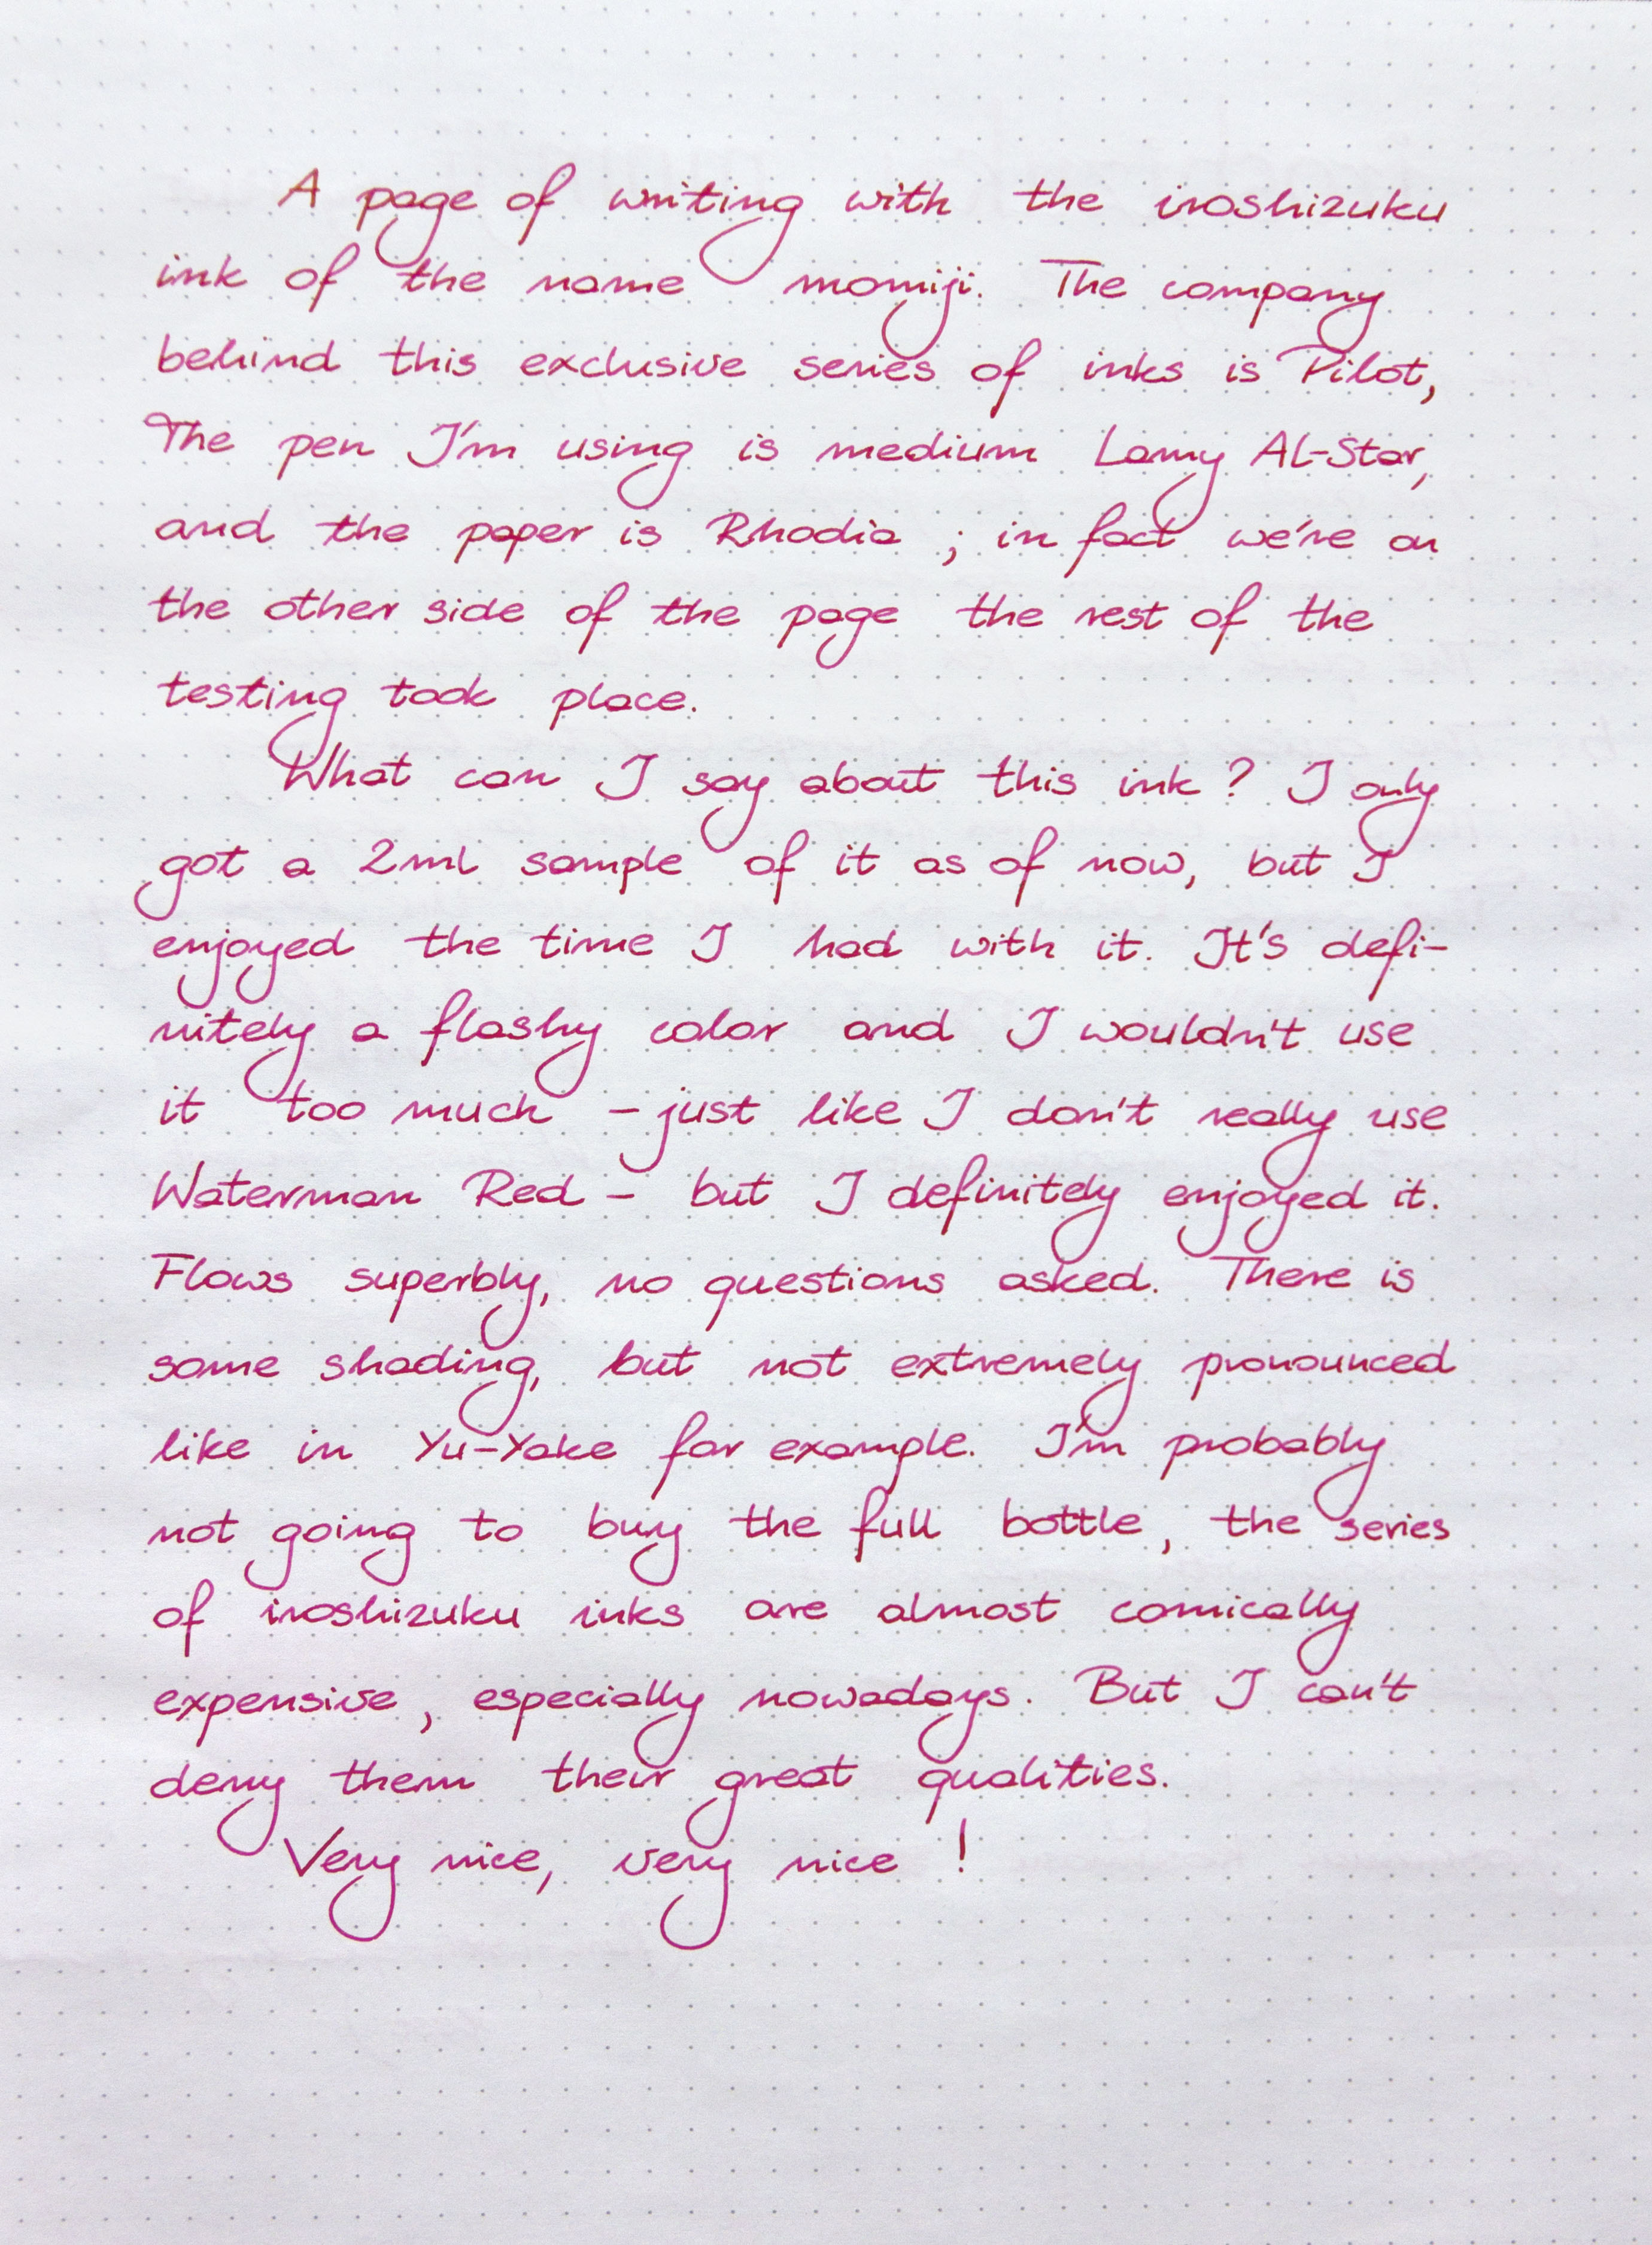 A page of writing with the iroshizuku
ink of the name momiji. The company
behind this exclusive series of inks is Pilot,
The pen I'm using is medium Lamy AL-Star,
and the paper is Rhodia ; in fact we're on
the other side of the page the rest of the
testing took place.
What can I say about this ink ? I only
got a 2ml sample of it as of now, but I
enjoyed the time I had with it. It's defi-
nitely a flashy color and I wouldn't use
it too much – just like I don't really use
Waterman Red – but I definitely enjoyed it.
Flows superbly, no questions asked. There is
some shading, but not extremely pronounced
like in Yu-Yake for example. I'm probably
not going to buy the full bottle, the series
of iroshizuku inks are almost comically
expensive, especially nowadays. But I can't
deny them their great qualities.
Very nice, very nice !